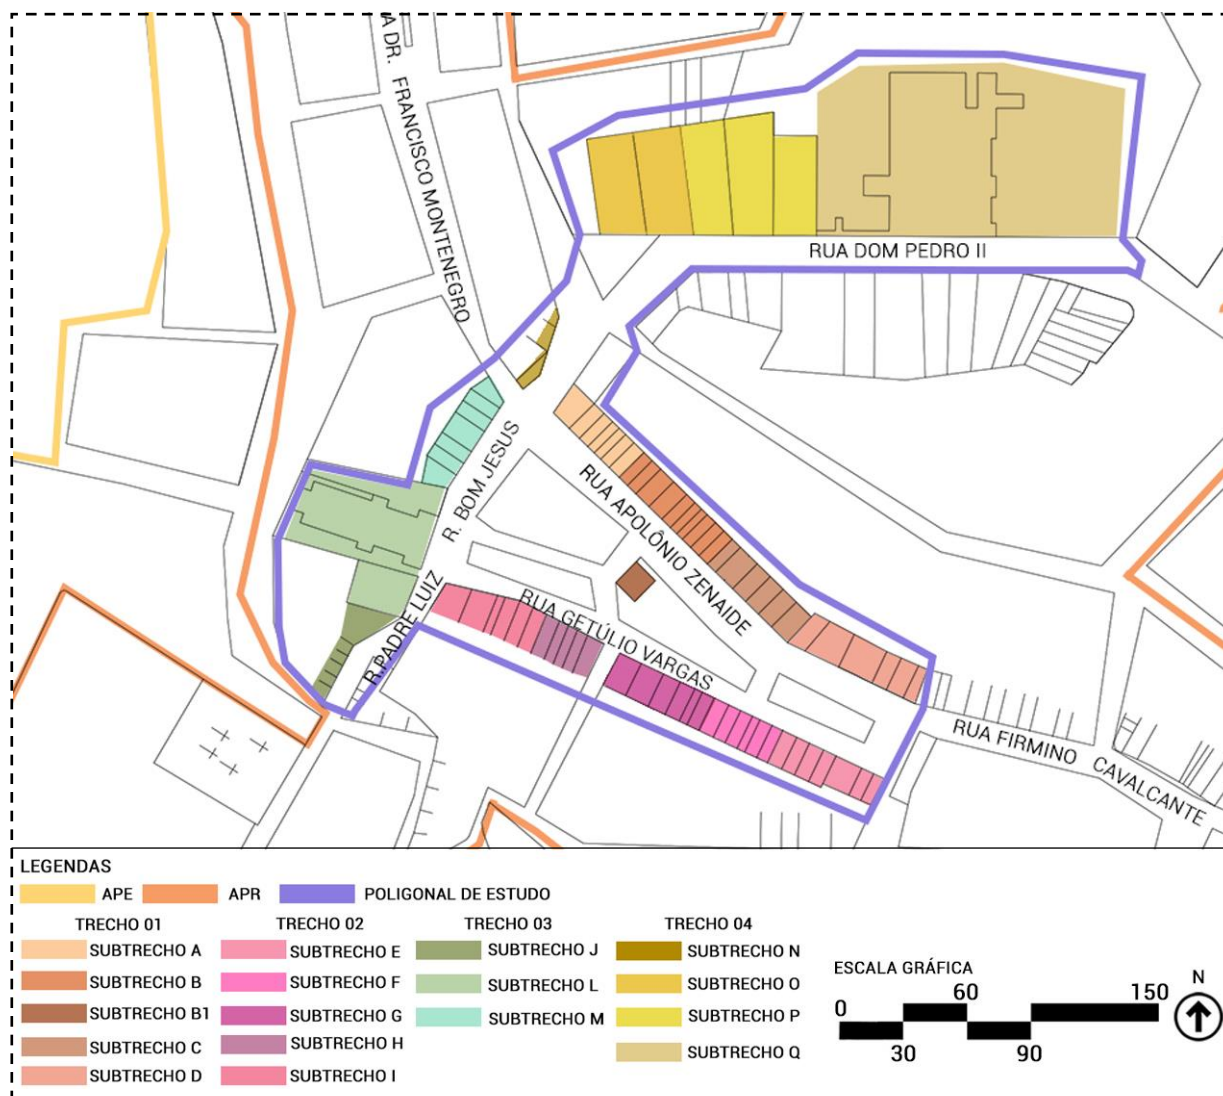 A DR. FRANCISCO MONTENEGRO
RUA DOM PEDRO II
R. BOM JESUS
RUA APOLÔNIO ZENAIDE
R.PADRE LUIZ
RUA GETÚLIO VARGAS
RUA FIRMINO CAVALCANTE
LEGENDAS
APE APR POLIGONAL DE ESTUDO
TRECHO 01
SUBTRECHO A
SUBTRECHO B
SUBTRECHO B1
SUBTRECHO C
SUBTRECHO D
TRECHO 02
SUBTRECHO E
SUBTRECHO F
SUBTRECHO G
SUBTRECHO H
SUBTRECHO I
TRECHO 03
SUBTRECHO J
SUBTRECHO L
SUBTRECHO M
TRECHO 04
SUBTRECHO N
SUBTRECHO O
SUBTRECHO P
SUBTRECHO Q
ESCALA GRÁFICA
0 60 150
30 90
N